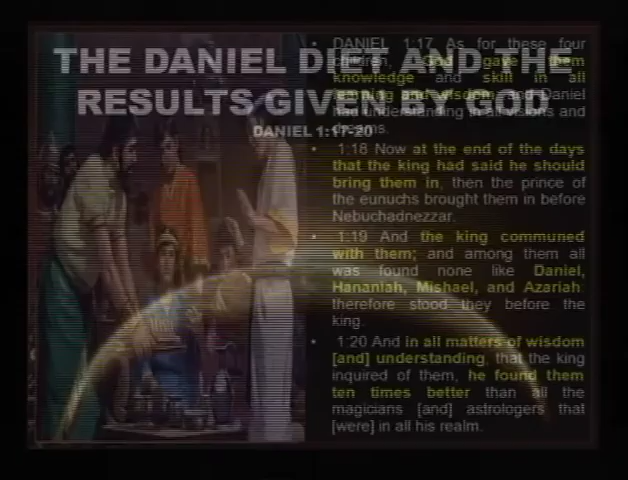 THE DANIEL DIET AND THE
RESULTS GIVEN BY GOD
DANIEL 1:17-20
• DANIEL 1:17 As for these four
children, God gave them
knowledge and skill in all
learning and wisdom: and Daniel
had understanding in all visions and
dreams.
• 1:18 Now at the end of the days
that the king had said he should
bring them in, then the prince of
the eunuchs brought them in before
Nebuchadnezzar.
• 1:19 And the king communed
with them; and among them all
was found none like Daniel,
Hananiah, Mishael, and Azariah:
therefore stood they before the
king.
• 1:20 And in all matters of wisdom
[and] understanding, that the king
inquired of them, he found them
ten times better than all the
magicians [and] astrologers that
[were] in all his realm.